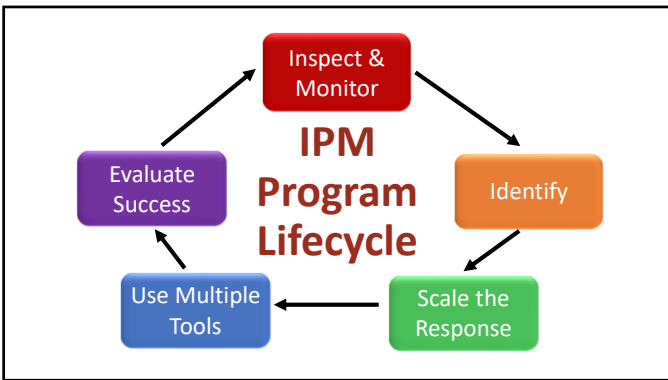 Inspect &
Monitor
IPM
Program
Lifecycle
Identify
Scale the
Response
Use Multiple
Tools
Evaluate
Success